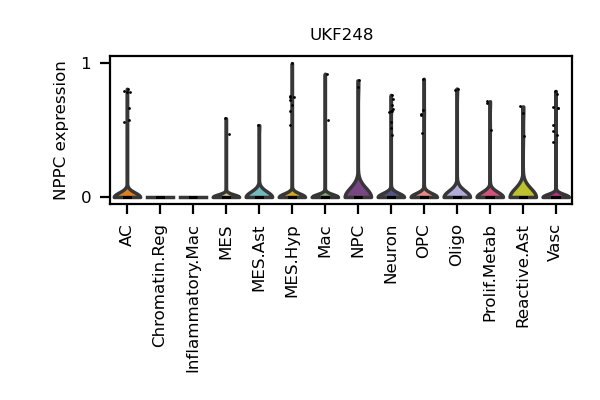 UKF248
NPPC expression
1
0
AC
Chromatin.Reg
Inflammatory.Mac
MES
MES.Ast
MES.Hyp
Mac
NPC
Neuron
OPC
Oligo
Prolif.Metab
Reactive.Ast
Vasc